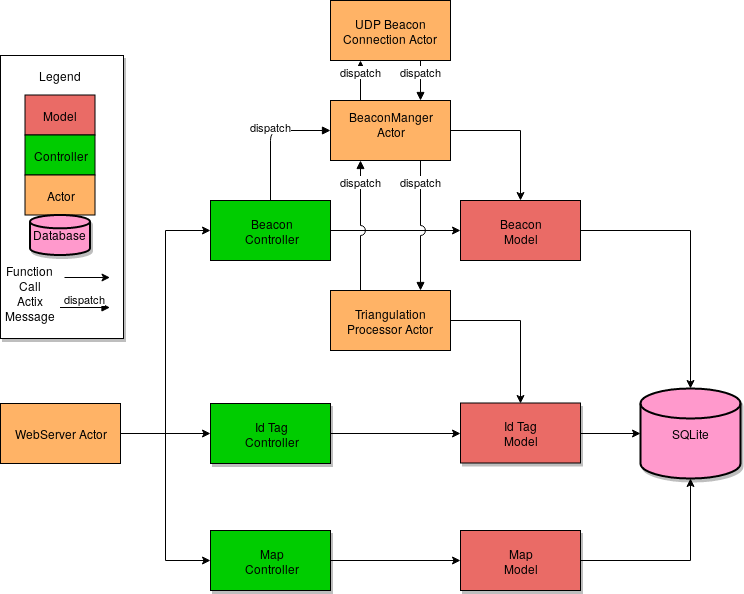 UDP Beacon
Connection Actor
dispatch
dispatch
Legend
Model
Controller
Actor
Database
Function
Call
Actix
Message
dispatch
BeaconManger
Actor
dispatch
dispatch
dispatch
Beacon
Controller
Beacon
Model
Triangulation
Processor Actor
WebServer Actor
Id Tag
Controller
Id Tag
Model
SQLite
Map
Controller
Map
Model